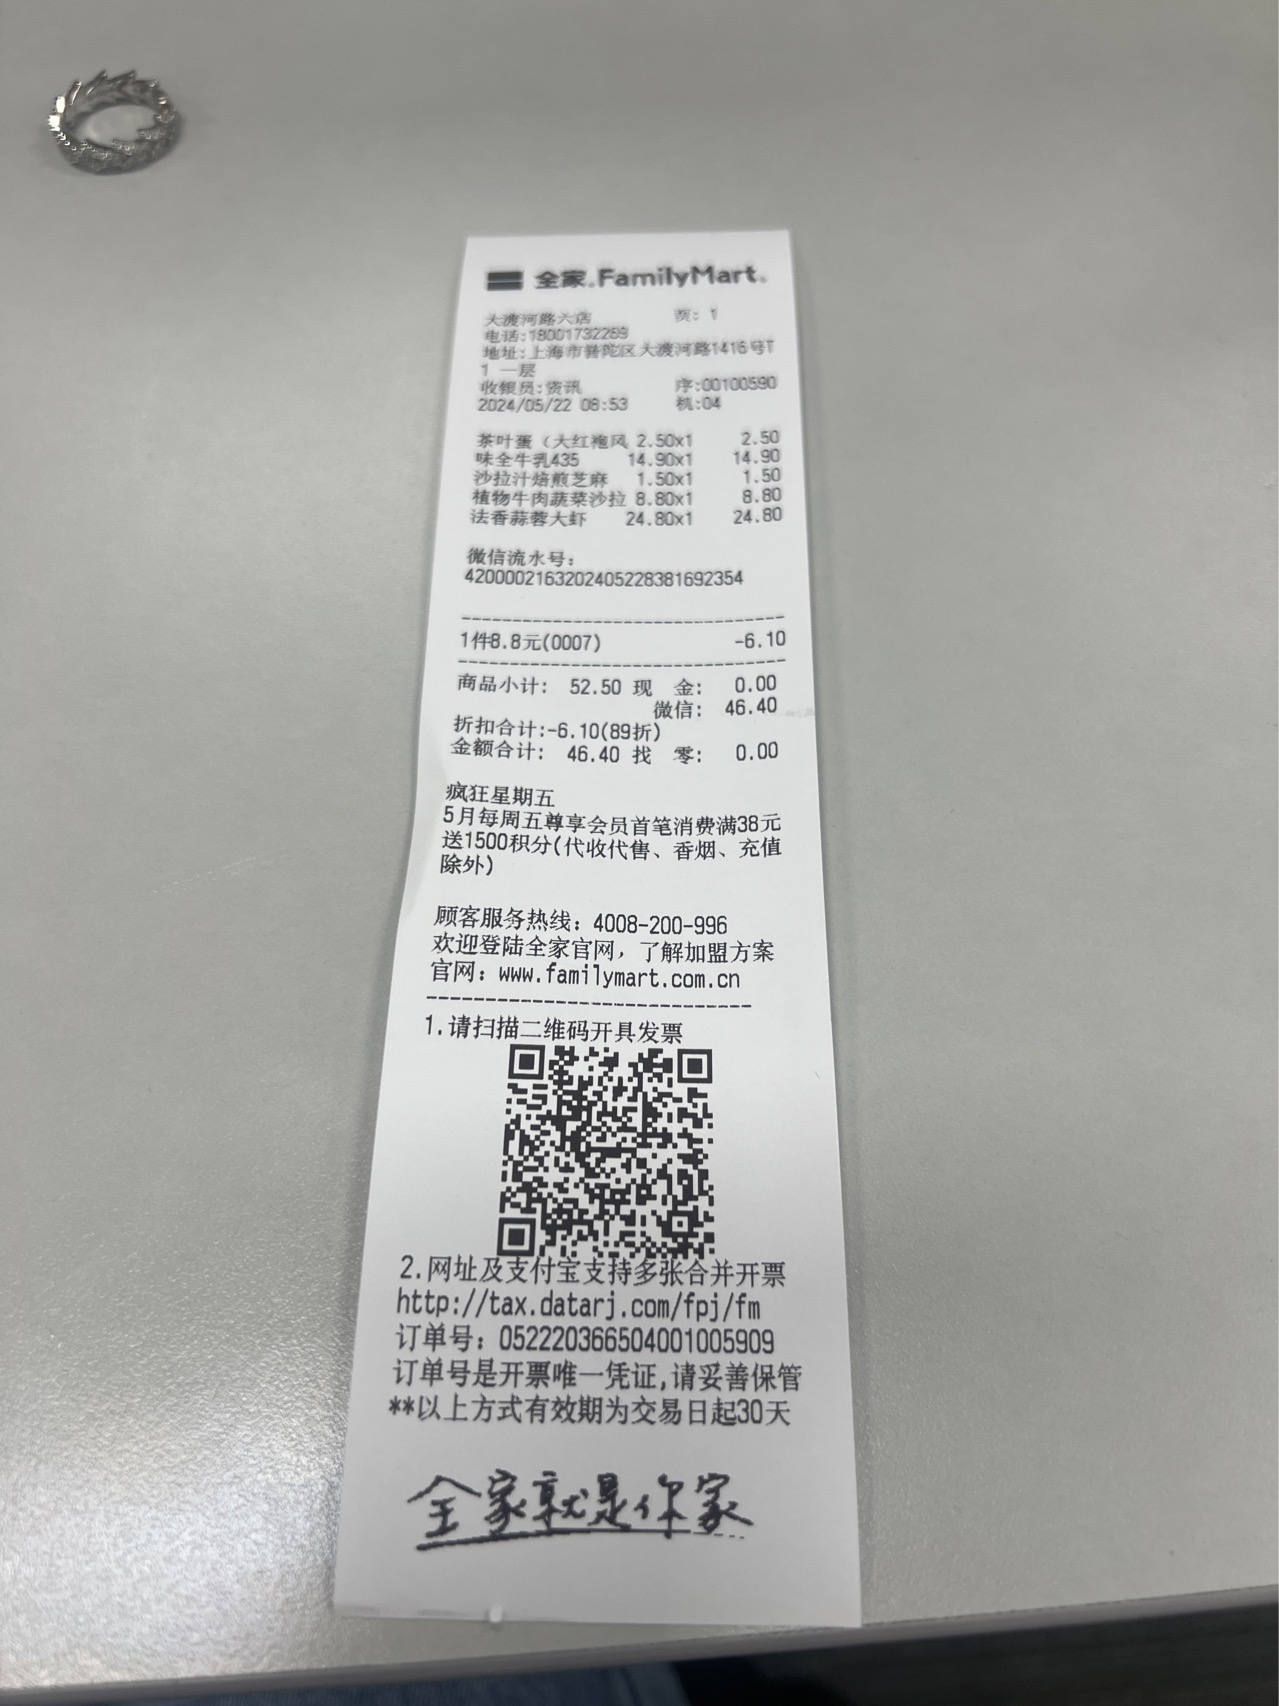 全家®FamilyMart®
大渡河路六店 页: 1
电话:18001732269
地址:上海市普陀区大渡河路1416号T
1 一层
收银员:资讯 序:00100590
2024/05/22 08:53 机:04
茶叶蛋（大红袍风 2.50x1 2.50
味全牛乳435 14.90x1 14.90
沙拉汁焙煎芝麻 1.50x1 1.50
植物牛肉蔬菜沙拉 8.80x1 8.80
法香蒜蓉大虾 24.80x1 24.80
微信流水号:
4200002163202405228381692354
1件8.8元(0007) -6.10
商品小计: 52.50 现 金: 0.00
微信: 46.40
折扣合计:-6.10(89折)
金额合计: 46.40 找 零: 0.00
疯狂星期五
5月每周五尊享会员首笔消费满38元
送1500积分(代收代售、香烟、充值
除外)
顾客服务热线: 4008-200-996
欢迎登陆全家官网，了解加盟方案
官网: www.familymart.com.cn
1.请扫描二维码开具发票
2.网址及支付宝支持多张合并开票
http://tax.datarj.com/fpj/fm
订单号: 052220366504001005909
订单号是开票唯一凭证,请妥善保管
**以上方式有效期为交易日起30天
全家就是你家